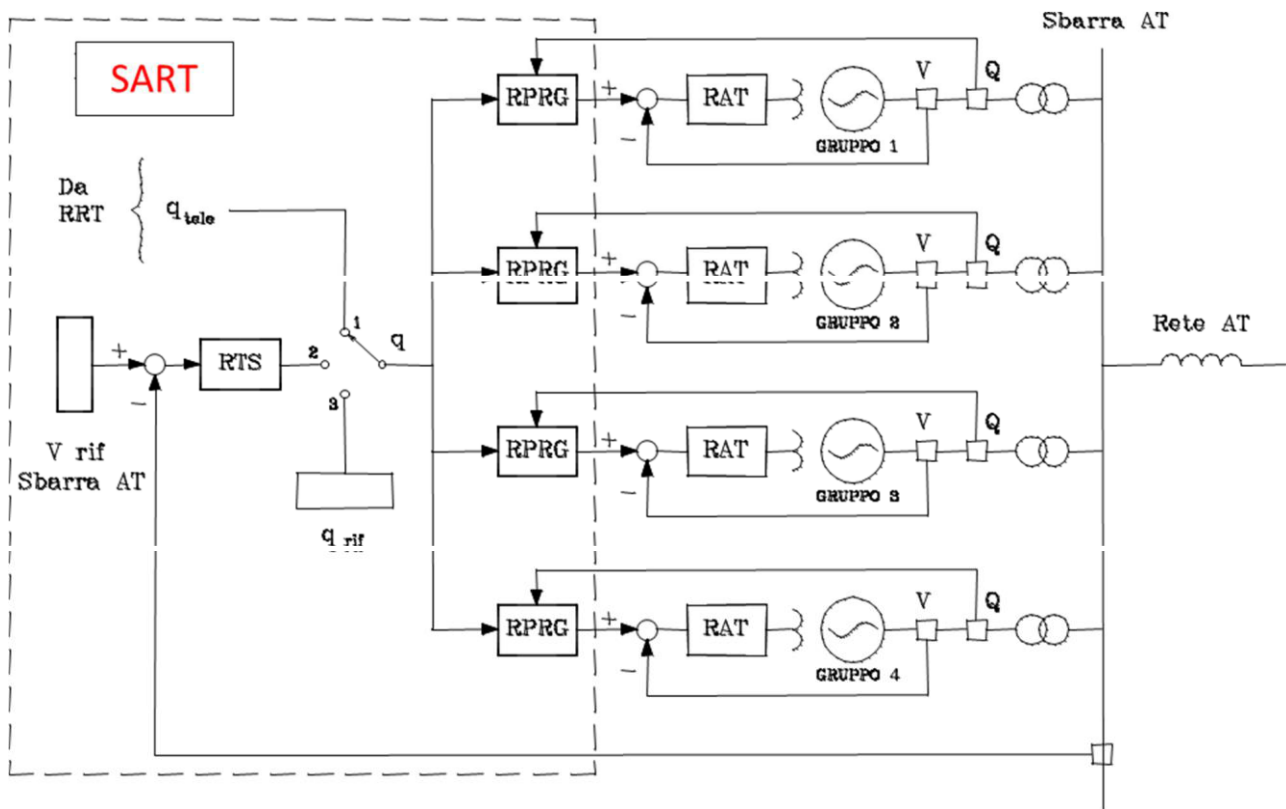 Sbarra AT
SART
RPRG
+
−
RAT
V
Q
GRUPPO 1
Da
RRT
q tele
RPRG
+
−
RAT
V
Q
GRUPPO 2
1
2
3
q
+
−
RTS
V rif
Sbarra AT
q rif
Rete AT
RPRG
+
−
RAT
V
Q
GRUPPO 3
RPRG
+
−
RAT
V
Q
GRUPPO 4